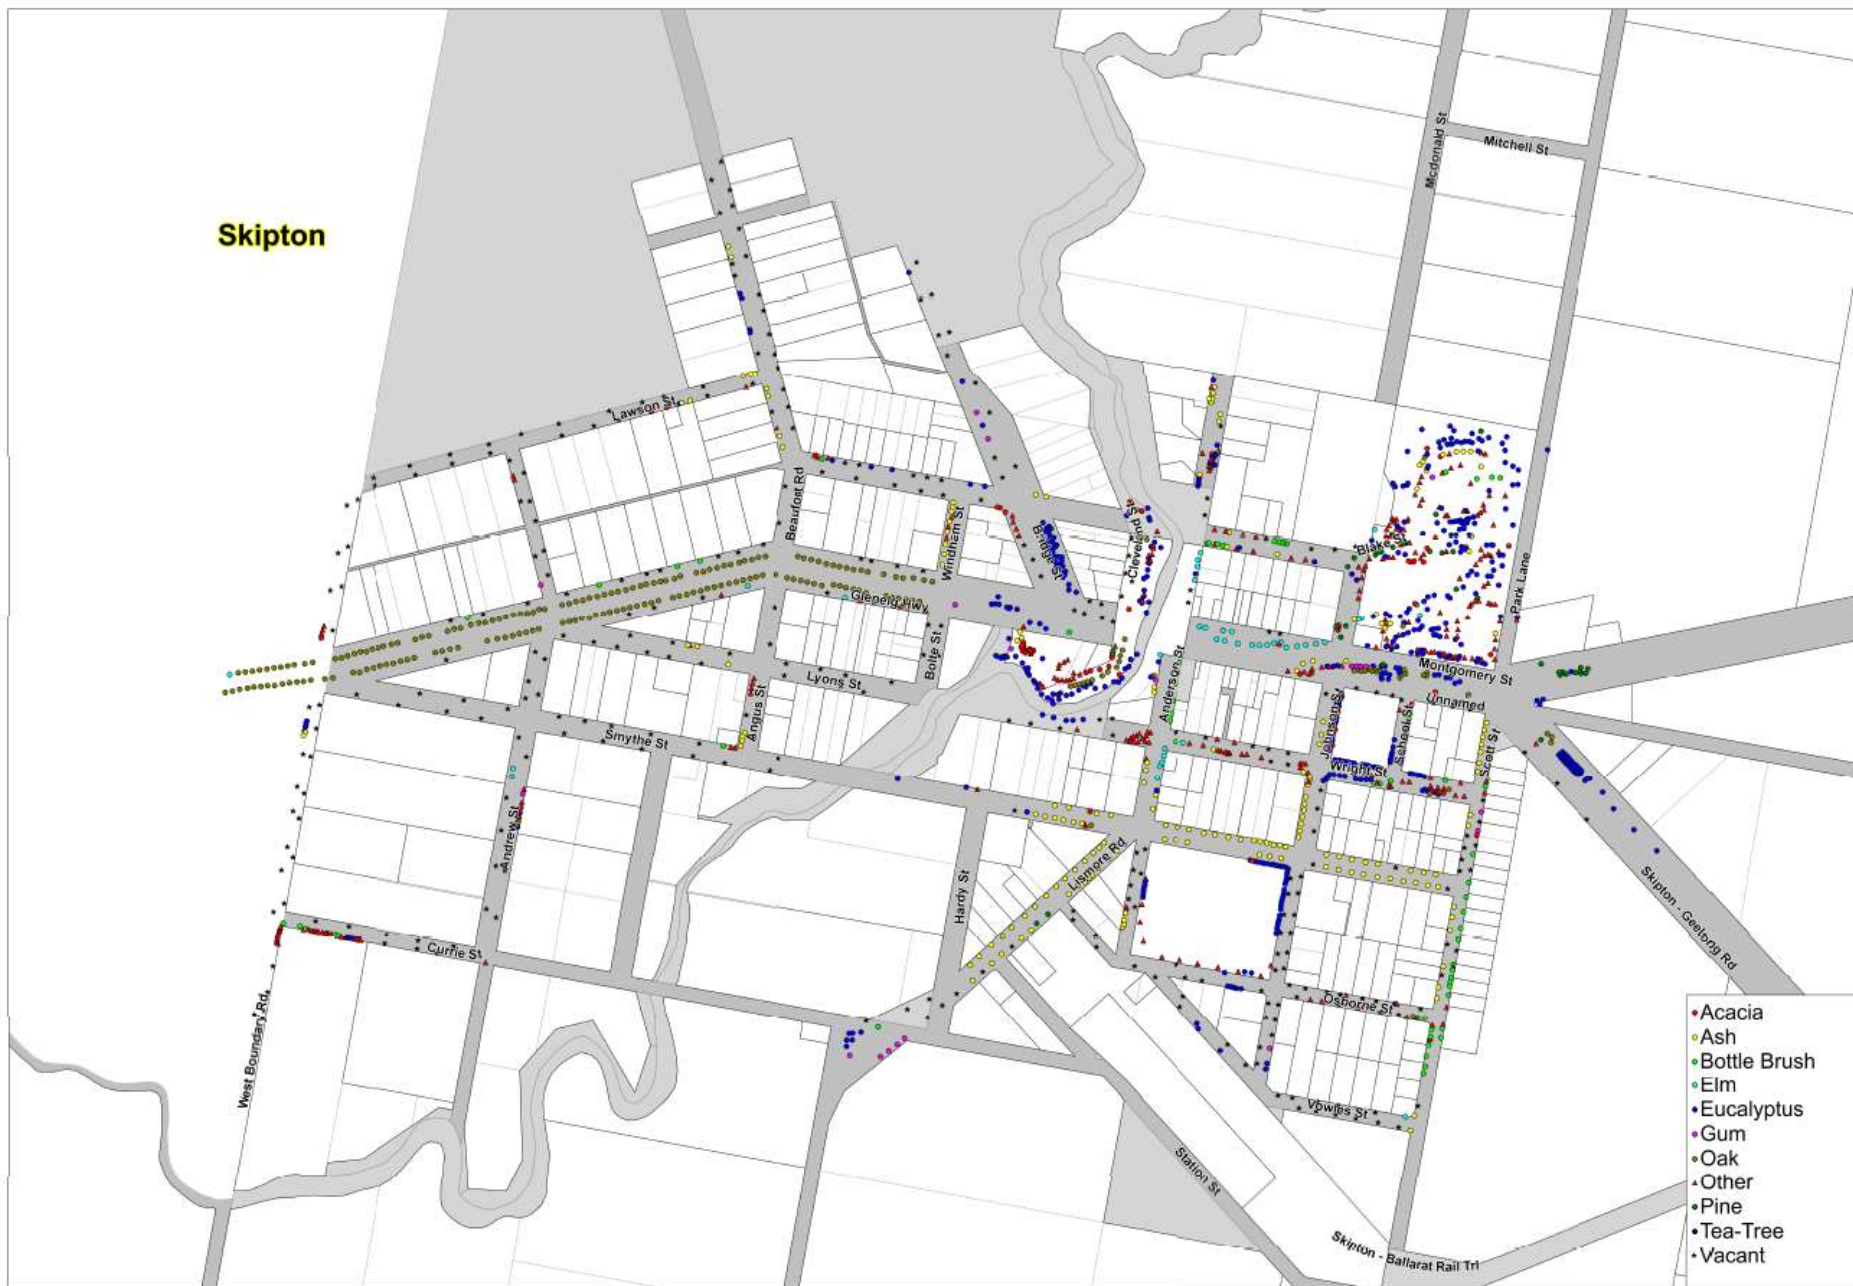 Mcdonald St
Mitchell St
Skipton
Lawson St
Beaufort Rd
Windham St
Bridge St
Cleveland St
Blake St
Park Lane
Glenelg Hwy
Bolte St
Lyons St
Angus St
Anderson St
Montgomery St
Unnamed
Johnson St
School St
Scott St
Smythe St
Wright St
Andrew St
Lismore Rd
Hardy St
Skipton - Geelong Rd
Currie St
West Boundary Rd
Osborne St
Vowles St
Station St
Skipton - Ballarat Rail Trl
Acacia
Ash
Bottle Brush
Elm
Eucalyptus
Gum
Oak
Other
Pine
Tea-Tree
Vacant